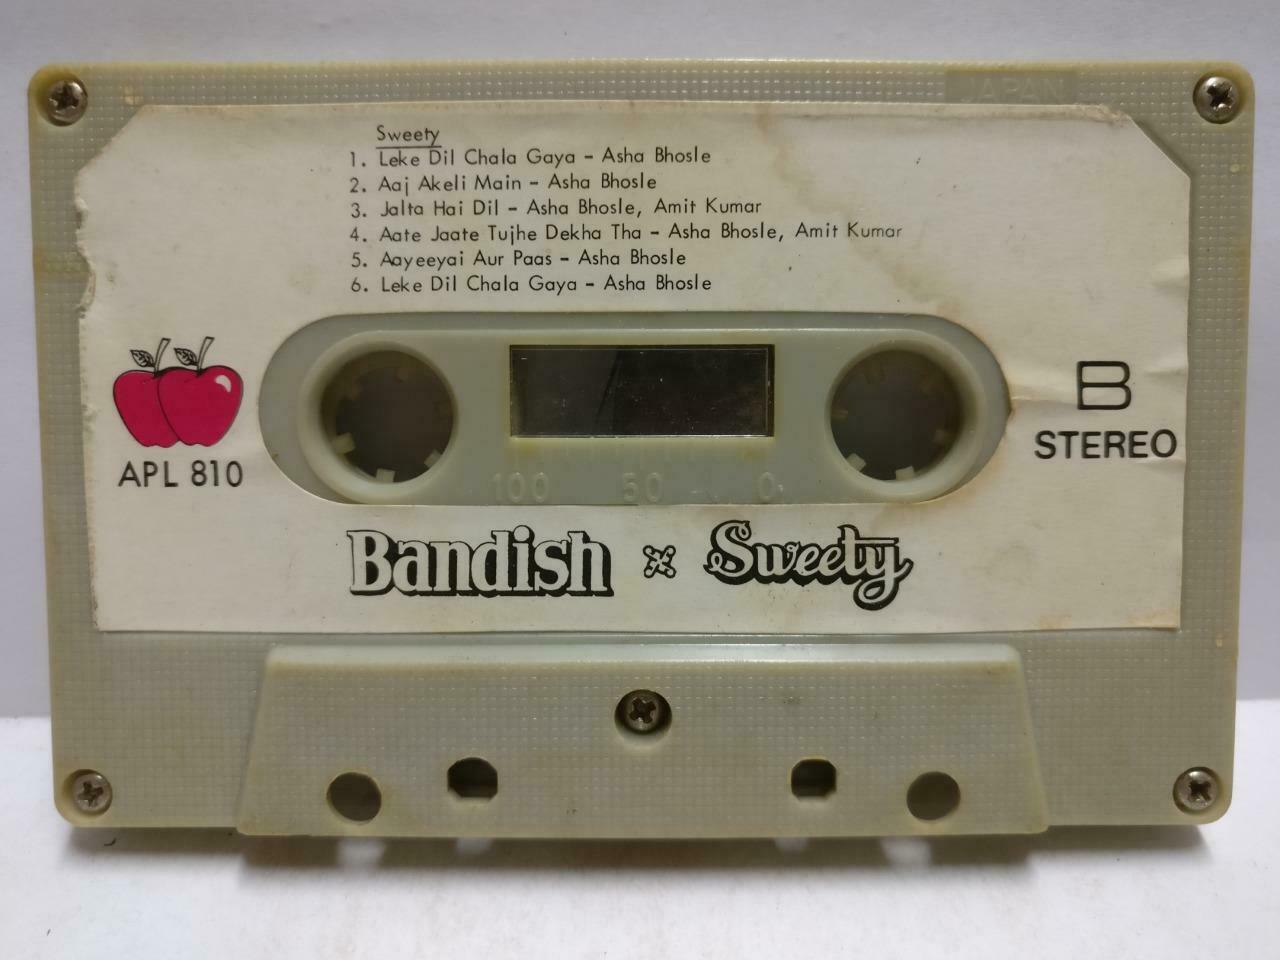 JAPAN
Sweety
1. Leke Dil Chala Gaya - Asha Bhosle
2. Aaj Akeli Main - Asha Bhosle
3. Jalta Hai Dil - Asha Bhosle, Amit Kumar
4. Aate Jaate Tujhe Dekha Tha - Asha Bhosle, Amit Kumar
5. Aayeeyai Aur Paas - Asha Bhosle
6. Leke Dil Chala Gaya - Asha Bhosle
B
STEREO
APL 810
100 50 0
Bandish × Sweety